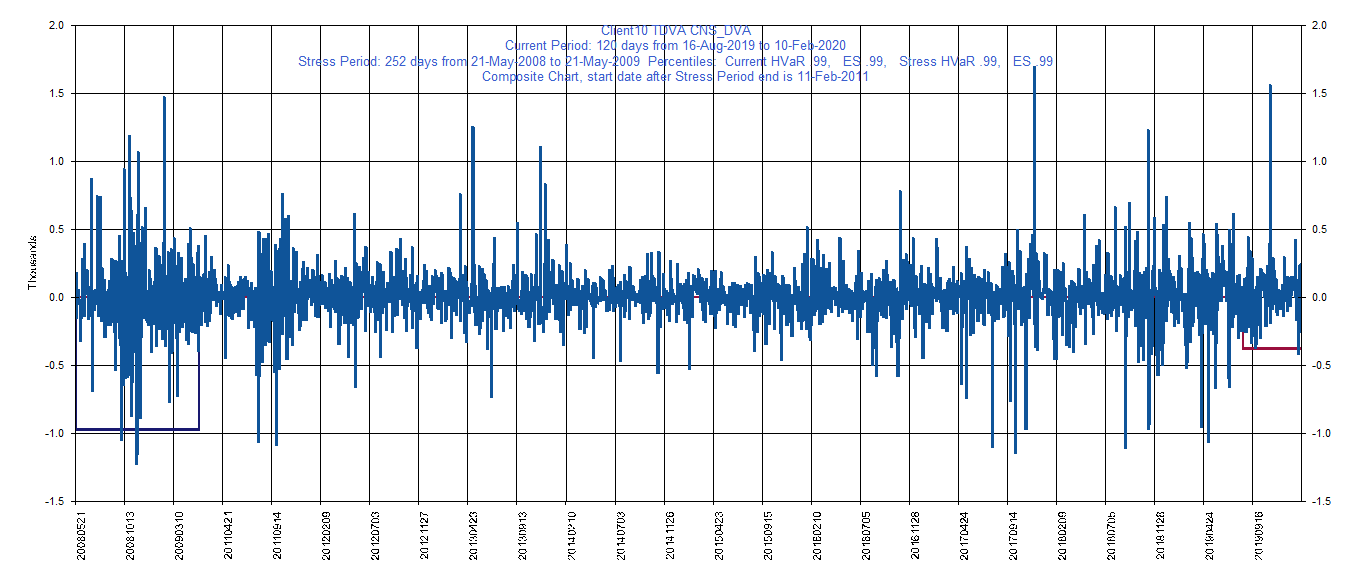 Client10 TDVA CNS_DVA
Current Period: 120 days from 16-Aug-2019 to 10-Feb-2020
Stress Period: 252 days from 21-May-2008 to 21-May-2009 Percentiles: Current HVaR .99, ES .99, Stress HVaR .99, ES .99
Composite Chart, start date after Stress Period end is 11-Feb-2011
2.0 2.0
1.5 1.5
1.0 1.0
0.5 0.5
Thousands
0.0 0.0
-0.5 -0.5
-1.0 -1.0
-1.5 -1.5
20080521 20081013 20090310 20110421 20110914 20120209 20120703 20121127 20130423 20130913 20140210 20140703 20141126 20150423 20150915 20160210 20160705 20161128 20170424 20170914 20180209 20180705 20181128 20190424 20190916